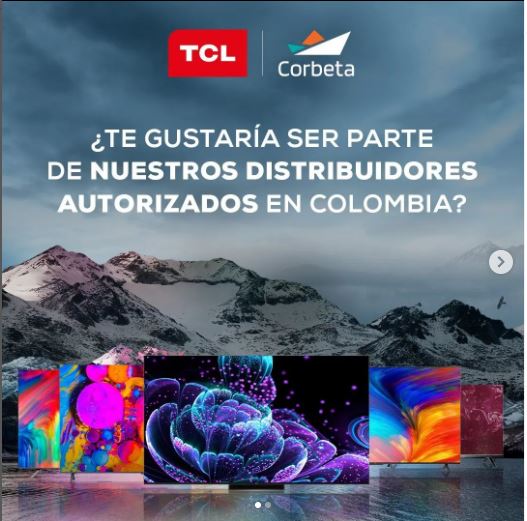 TCL
Corbeta
¿TE GUSTARÍA SER PARTE
DE NUESTROS DISTRIBUIDORES
AUTORIZADOS EN COLOMBIA?